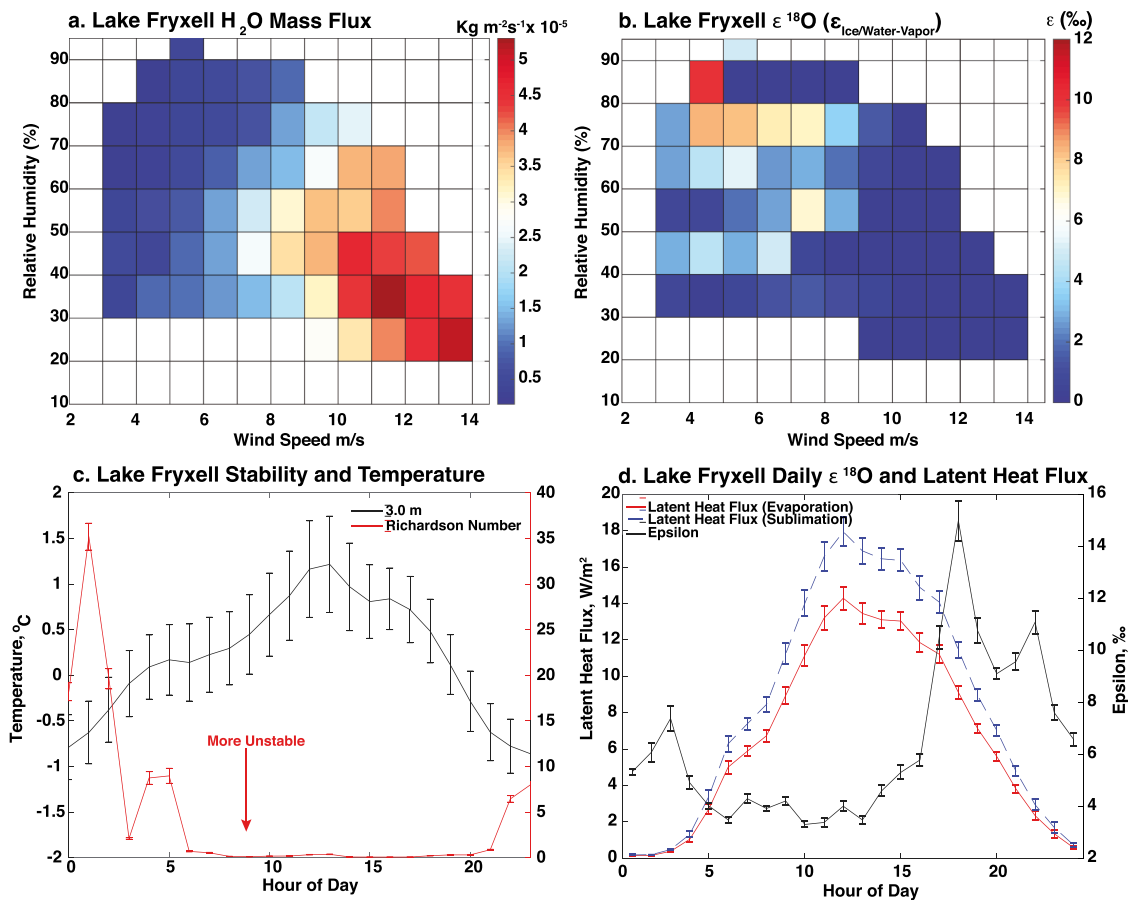 a. Lake Fryxell H2O Mass Flux
Kg m⁻²s⁻¹x 10⁻⁵
Relative Humidity (%)
90
80
70
60
50
40
30
20
10
2 4 6 8 10 12 14
Wind Speed m/s
5
4.5
4
3.5
3
2.5
2
1.5
1
0.5
b. Lake Fryxell ε ¹⁸O (εIce/Water-Vapor)
ε (‰)
Relative Humidity (%)
90
80
70
60
50
40
30
20
10
2 4 6 8 10 12 14
Wind Speed m/s
12
10
8
6
4
2
0
c. Lake Fryxell Stability and Temperature
3.0 m
Richardson Number
More Unstable
Temperature, ºC
2
1.5
1
0.5
0
-0.5
-1
-1.5
-2
0 5 10 15 20
Hour of Day
40
35
30
25
20
15
10
5
0
d. Lake Fryxell Daily ε ¹⁸O and Latent Heat Flux
Latent Heat Flux (Evaporation)
Latent Heat Flux (Sublimation)
Epsilon
Latent Heat Flux, W/m²
20
18
16
14
12
10
8
6
4
2
0
0 5 10 15 20
Hour of Day
16
14
12
10
8
6
4
2
Epsilon, ‰